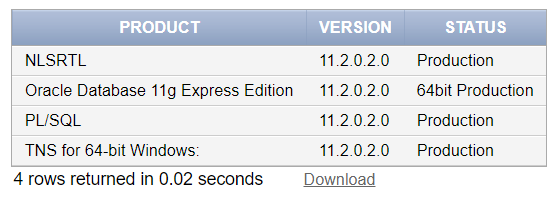 PRODUCT VERSION STATUS
NLSRTL 11.2.0.2.0 Production
Oracle Database 11g Express Edition 11.2.0.2.0 64bit Production
PL/SQL 11.2.0.2.0 Production
TNS for 64-bit Windows: 11.2.0.2.0 Production
4 rows returned in 0.02 seconds Download